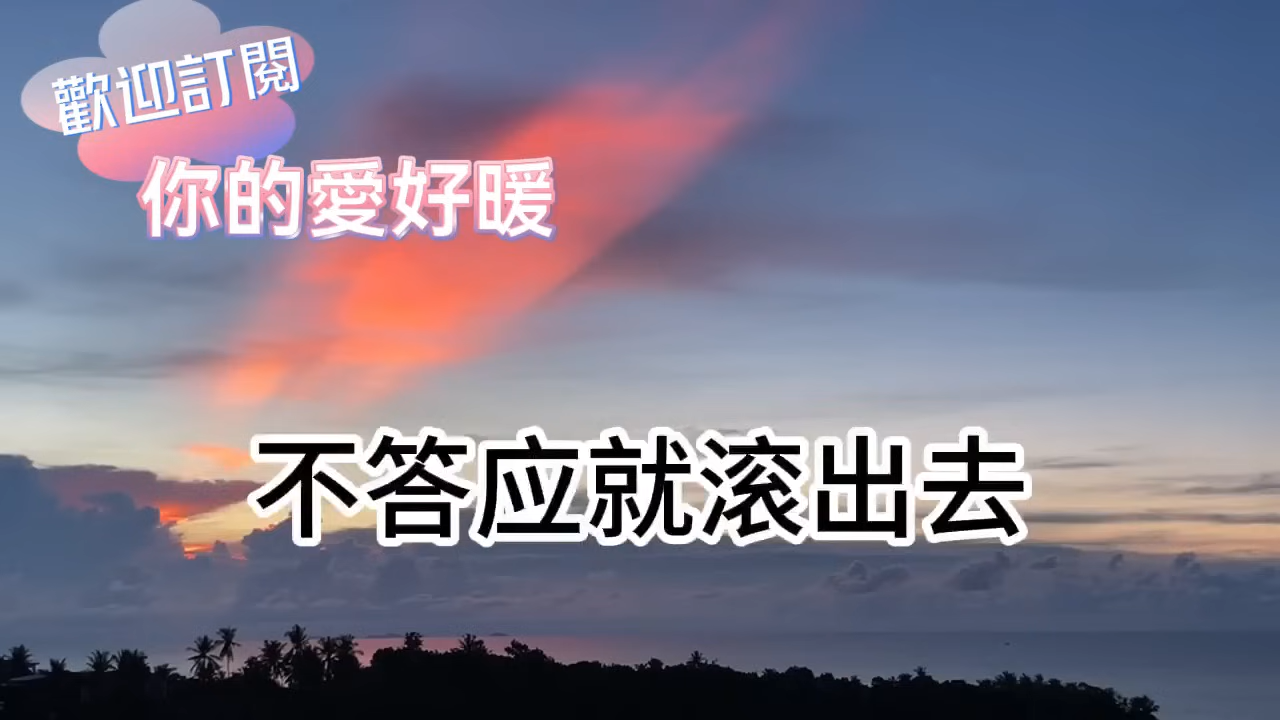 歡迎訂閱
你的愛好暖
不答应就滚出去